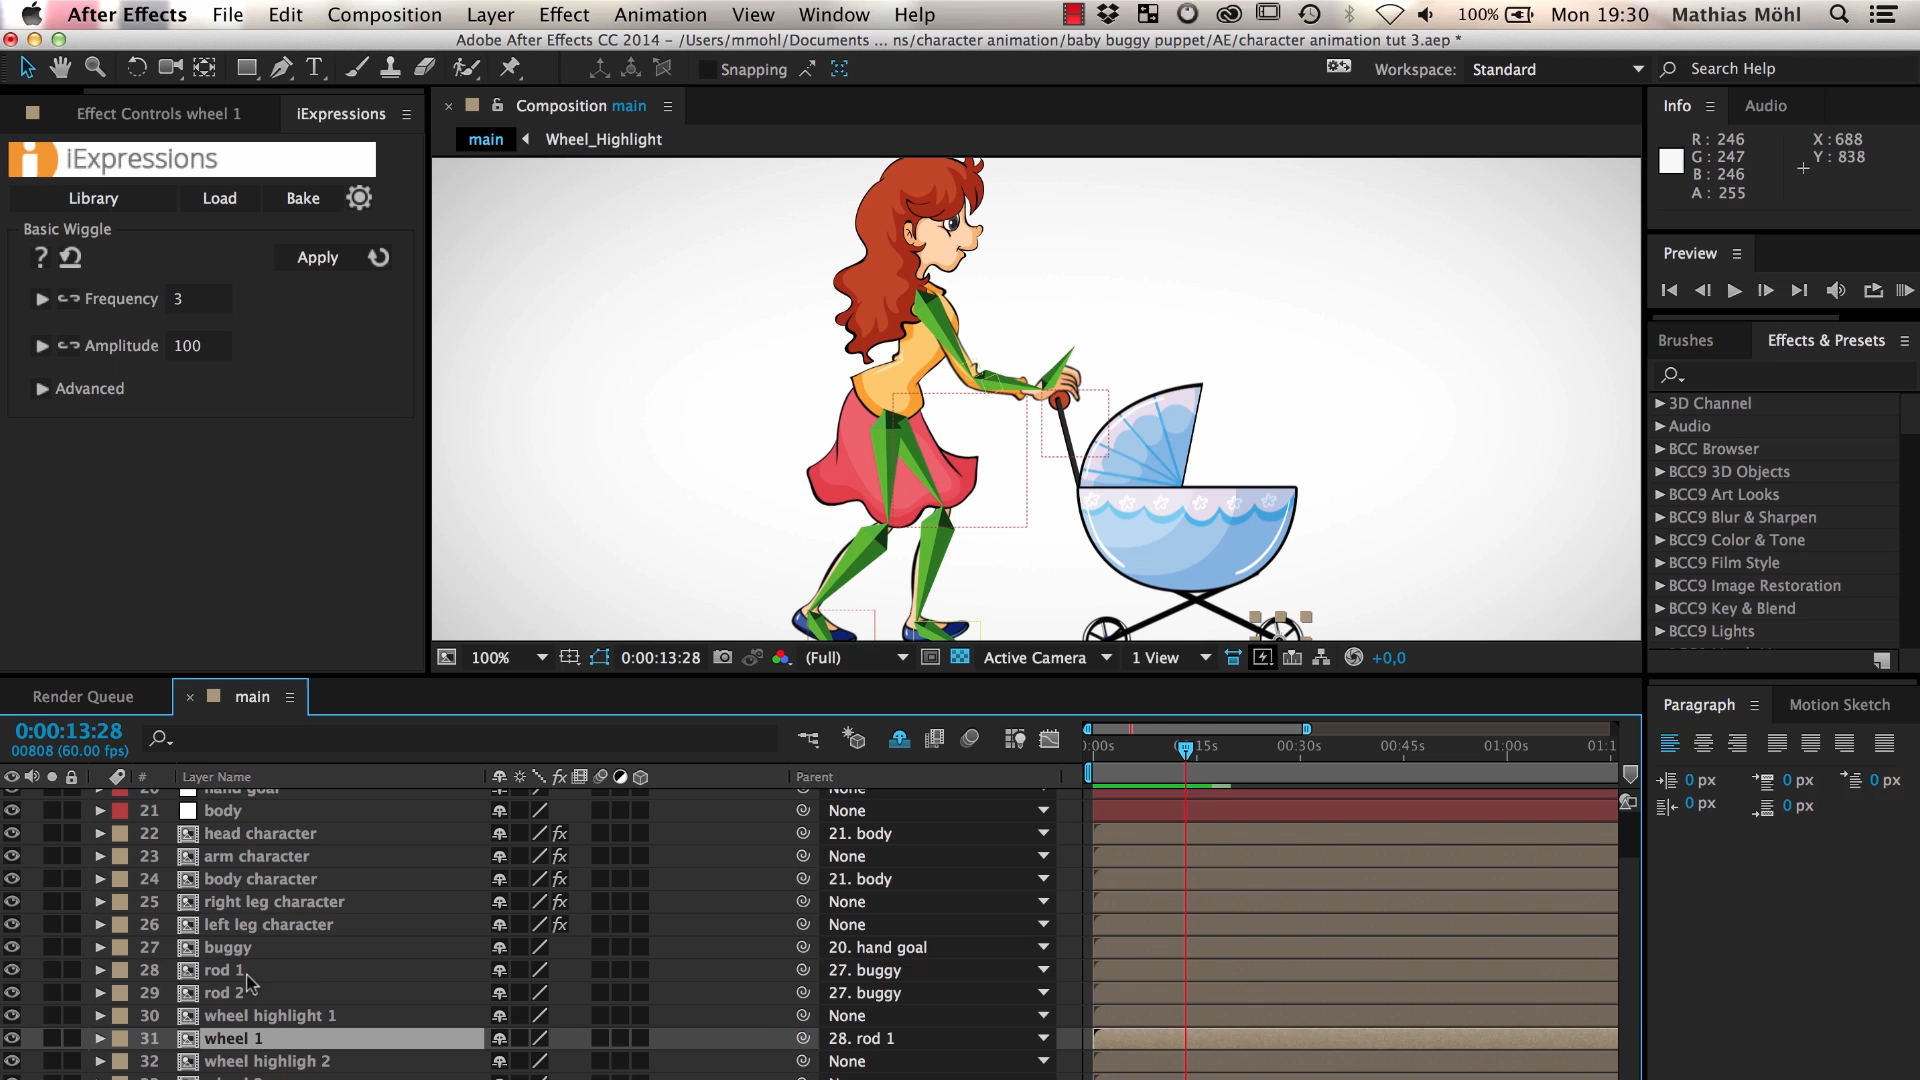 After Effects File Edit Composition Layer Effect Animation View Window Help 100% Mon 19:30 Mathias Möhl
Adobe After Effects CC 2014 – /Users/mmohl/Documents ... ns/character animation/baby buggy puppet/AE/character animation tut 3.aep *
Snapping Workspace: Standard Search Help
Effect Controls wheel 1 iExpressions
iExpressions
Library Load Bake
Basic Wiggle
? Apply
Frequency 3
Amplitude 100
Advanced
× Composition main
main Wheel_Highlight
100% 0:00:13:28 (Full) Active Camera 1 View +0,0
Info Audio
R : 246 X : 688
G : 247 Y : 838
B : 246
A : 255
Preview
Brushes Effects & Presets
3D Channel
Audio
BCC Browser
BCC9 3D Objects
BCC9 Art Looks
BCC9 Blur & Sharpen
BCC9 Color & Tone
BCC9 Film Style
BCC9 Image Restoration
BCC9 Key & Blend
BCC9 Lights
Render Queue × main
0:00:13:28
00808 (60.00 fps)
00:30s 00:45s 01:00s
# Layer Name fx Parent
20 hand goal None
21 body None
22 head character fx 21. body
23 arm character fx None
24 body character fx 21. body
25 right leg character fx None
26 left leg character fx None
27 buggy 20. hand goal
28 rod 1 27. buggy
29 rod 2 27. buggy
30 wheel highlight 1 None
31 wheel 1 28. rod 1
32 wheel highligh 2 None
Paragraph Motion Sketch
0 px 0 px 0 px
0 px 0 px